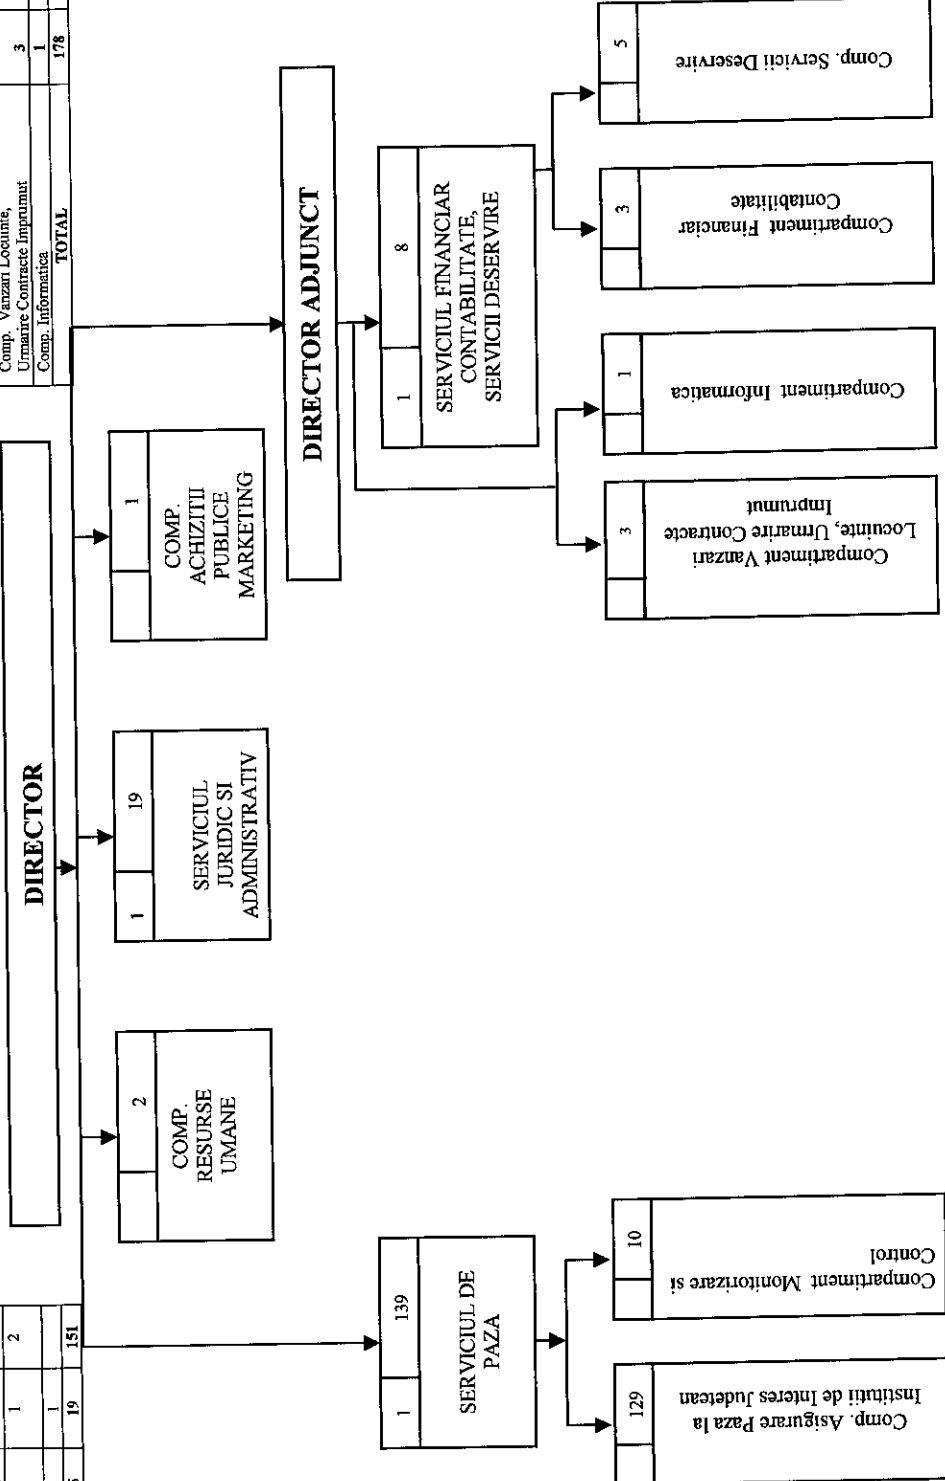 Comp. Vanzari Locuinte,
Urmarire Contracte Imprumut
3
Comp. Informatica
1
TOTAL
178
1
2
1
19
151
DIRECTOR
2
COMP.
RESURSE
UMANE
1
19
SERVICIUL
JURIDIC SI
ADMINISTRATIV
1
COMP.
ACHIZITII
PUBLICE
MARKETING
DIRECTOR ADJUNCT
1
139
SERVICIUL DE
PAZA
1
8
SERVICIUL FINANCIAR
CONTABILITATE,
SERVICII DESERVIRE
129
Comp. Asigurare Paza la
Institutii de Interes Judetean
10
Compartiment Monitorizare si
Control
3
Compartiment Vanzari
Locuinte, Urmarire Contracte
Imprumut
1
Compartiment Informatica
3
Compartiment Financiar
Contabilitate
5
Comp. Servicii Deservire